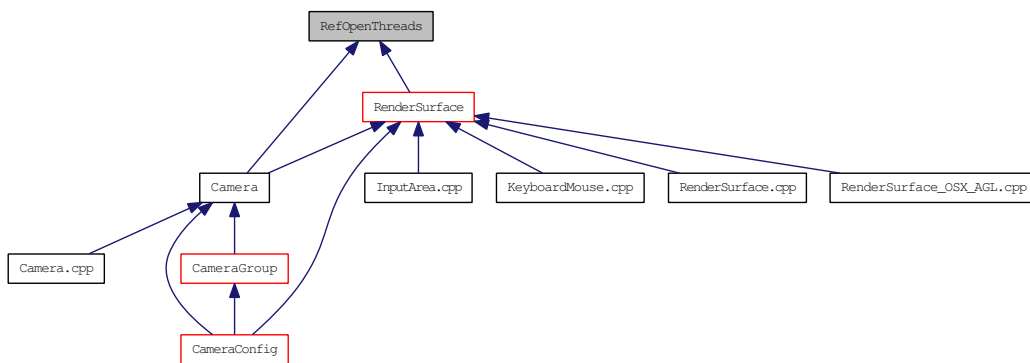 RefOpenThreads
RenderSurface
Camera
InputArea.cpp
KeyboardMouse.cpp
RenderSurface.cpp
RenderSurface_OSX_AGL.cpp
Camera.cpp
CameraGroup
CameraConfig